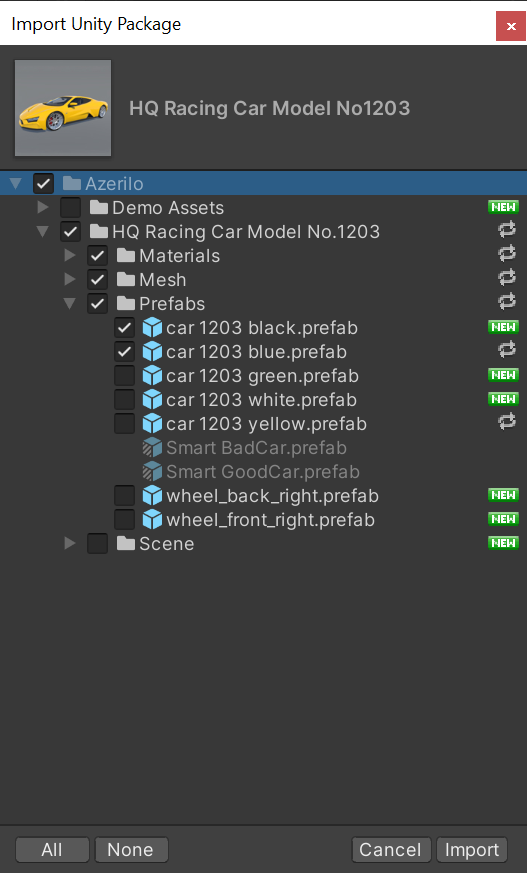 Import Unity Package
HQ Racing Car Model No1203
Azerilo
Demo Assets NEW
HQ Racing Car Model No.1203
Materials
Mesh
Prefabs
car 1203 black.prefab NEW
car 1203 blue.prefab
car 1203 green.prefab NEW
car 1203 white.prefab NEW
car 1203 yellow.prefab
Smart BadCar.prefab
Smart GoodCar.prefab
wheel_back_right.prefab NEW
wheel_front_right.prefab NEW
Scene NEW
All None Cancel Import